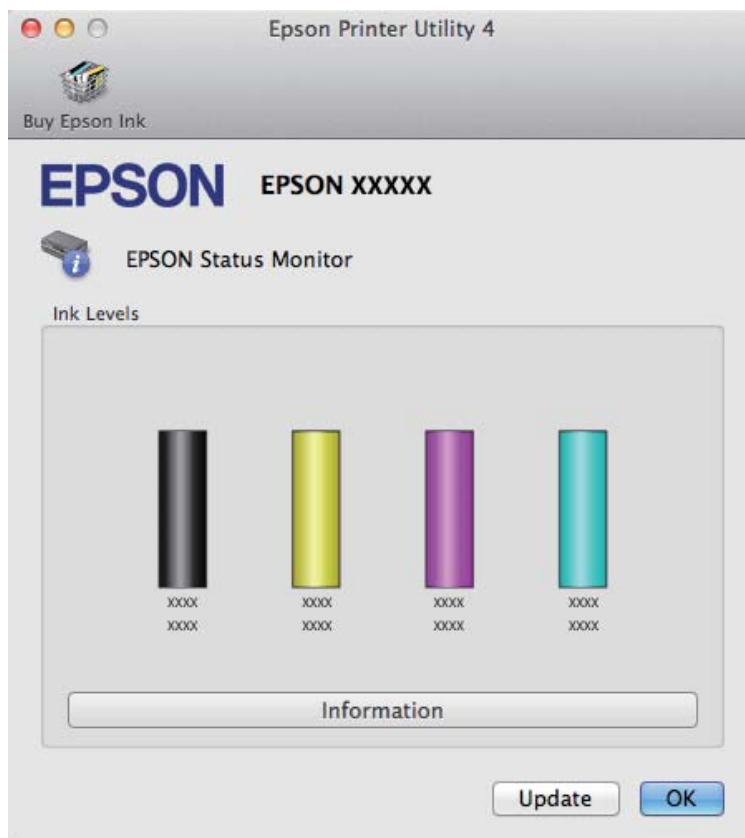 Epson Printer Utility 4
Buy Epson Ink
EPSON EPSON XXXXX
EPSON Status Monitor
Ink Levels
xxxx xxxx xxxx xxxx
xxxx xxxx xxxx xxxx
Information
Update OK